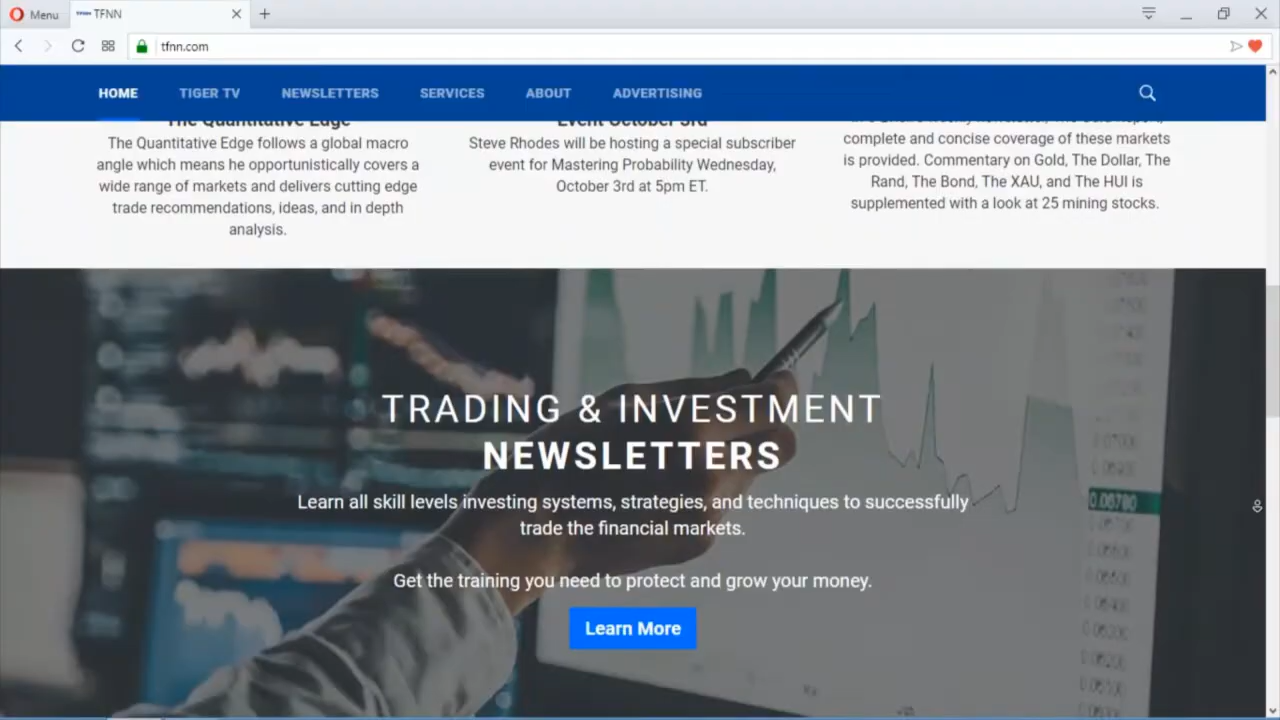 Menu
TFNN
tfnn.com
HOME
TIGER TV
NEWSLETTERS
SERVICES
ABOUT
ADVERTISING
The Quantitative Edge
The Quantitative Edge follows a global macro
angle which means he opportunistically covers a
wide range of markets and delivers cutting edge
trade recommendations, ideas, and in depth
analysis.
Event October 3rd
Steve Rhodes will be hosting a special subscriber
event for Mastering Probability Wednesday,
October 3rd at 5pm ET.
complete and concise coverage of these markets
is provided. Commentary on Gold, The Dollar, The
Rand, The Bond, The XAU, and The HUI is
supplemented with a look at 25 mining stocks.
TRADING & INVESTMENT
NEWSLETTERS
Learn all skill levels investing systems, strategies, and techniques to successfully
trade the financial markets.
Get the training you need to protect and grow your money.
Learn More
0.06780